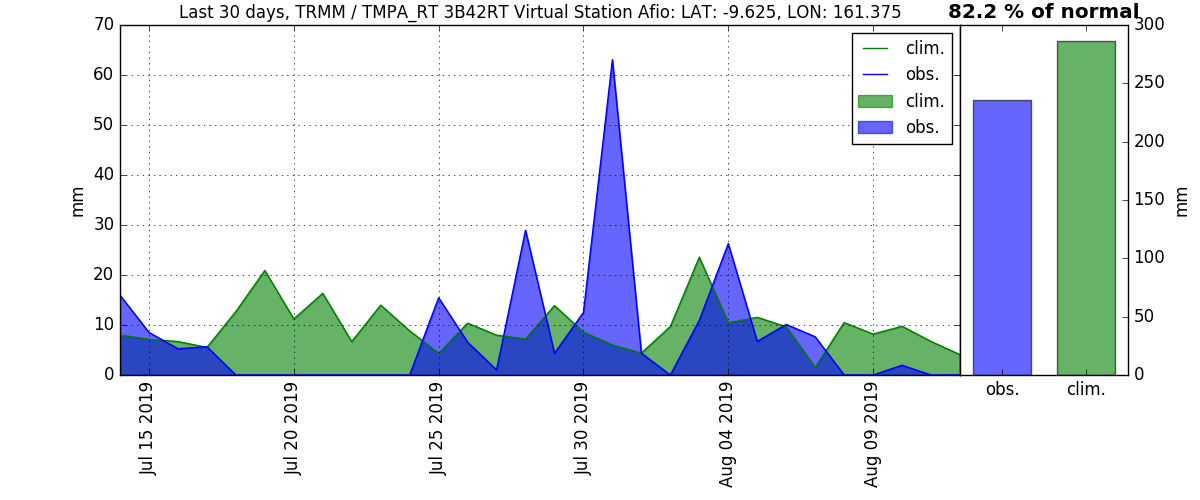 Last 30 days, TRMM / TMPA_RT 3B42RT Virtual Station Afio: LAT: -9.625, LON: 161.375
82.2 % of normal
70
60
50
40
30
20
10
0
mm
clim.
obs.
clim.
obs.
Jul 15 2019
Jul 20 2019
Jul 25 2019
Jul 30 2019
Aug 04 2019
Aug 09 2019
300
250
200
150
100
50
0
mm
obs.
clim.